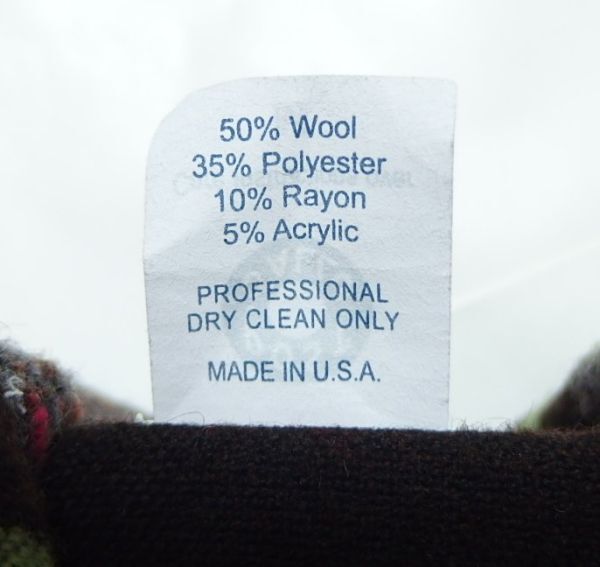 50% Wool
35% Polyester
10% Rayon
5% Acrylic
PROFESSIONAL
DRY CLEAN ONLY
MADE IN U.S.A.